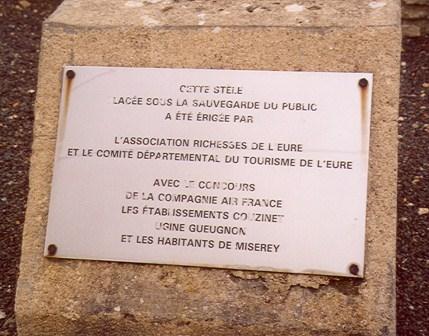 CETTE STÈLE
LACÉE SOUS LA SAUVEGARDE DU PUBLIC
A ÉTÉ ÉRIGÉE PAR
L'ASSOCIATION RICHESSES DE L'EURE
ET LE COMITÉ DÉPARTEMENTAL DU TOURISME DE L'EURE
AVEC LE CONCOURS
DE LA COMPAGNIE AIR FRANCE
LES ÉTABLISSEMENTS COUZINET
UGINE GUEUGNON
ET LES HABITANTS DE MISEREY